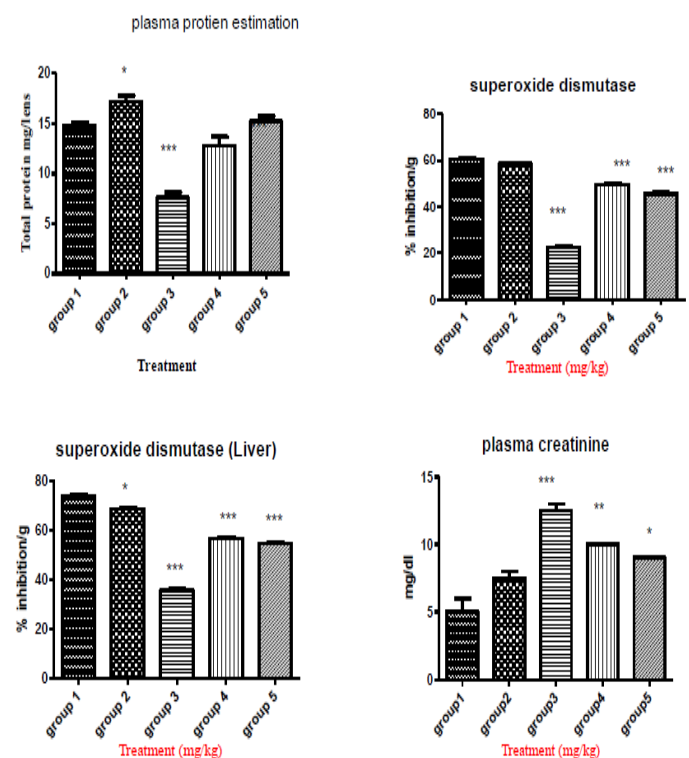 plasma protien estimation
Total protein mg/lens
20
15
10
5
0
*
***
group 1
group 2
group 3
group 4
group 5
Treatment
superoxide dismutase
% inhibition/g
80
60
40
20
0
***
***
***
group 1
group 2
group 3
group 4
group 5
Treatment (mg/kg)
superoxide dismutase (Liver)
% inhibition/g
80
60
40
20
0
*
***
***
***
group 1
group 2
group 3
group 4
group 5
Treatment (mg/kg)
plasma creatinine
mg/dl
15
10
5
0
***
**
*
group1
group2
group3
group4
group5
Treatment (mg/kg)